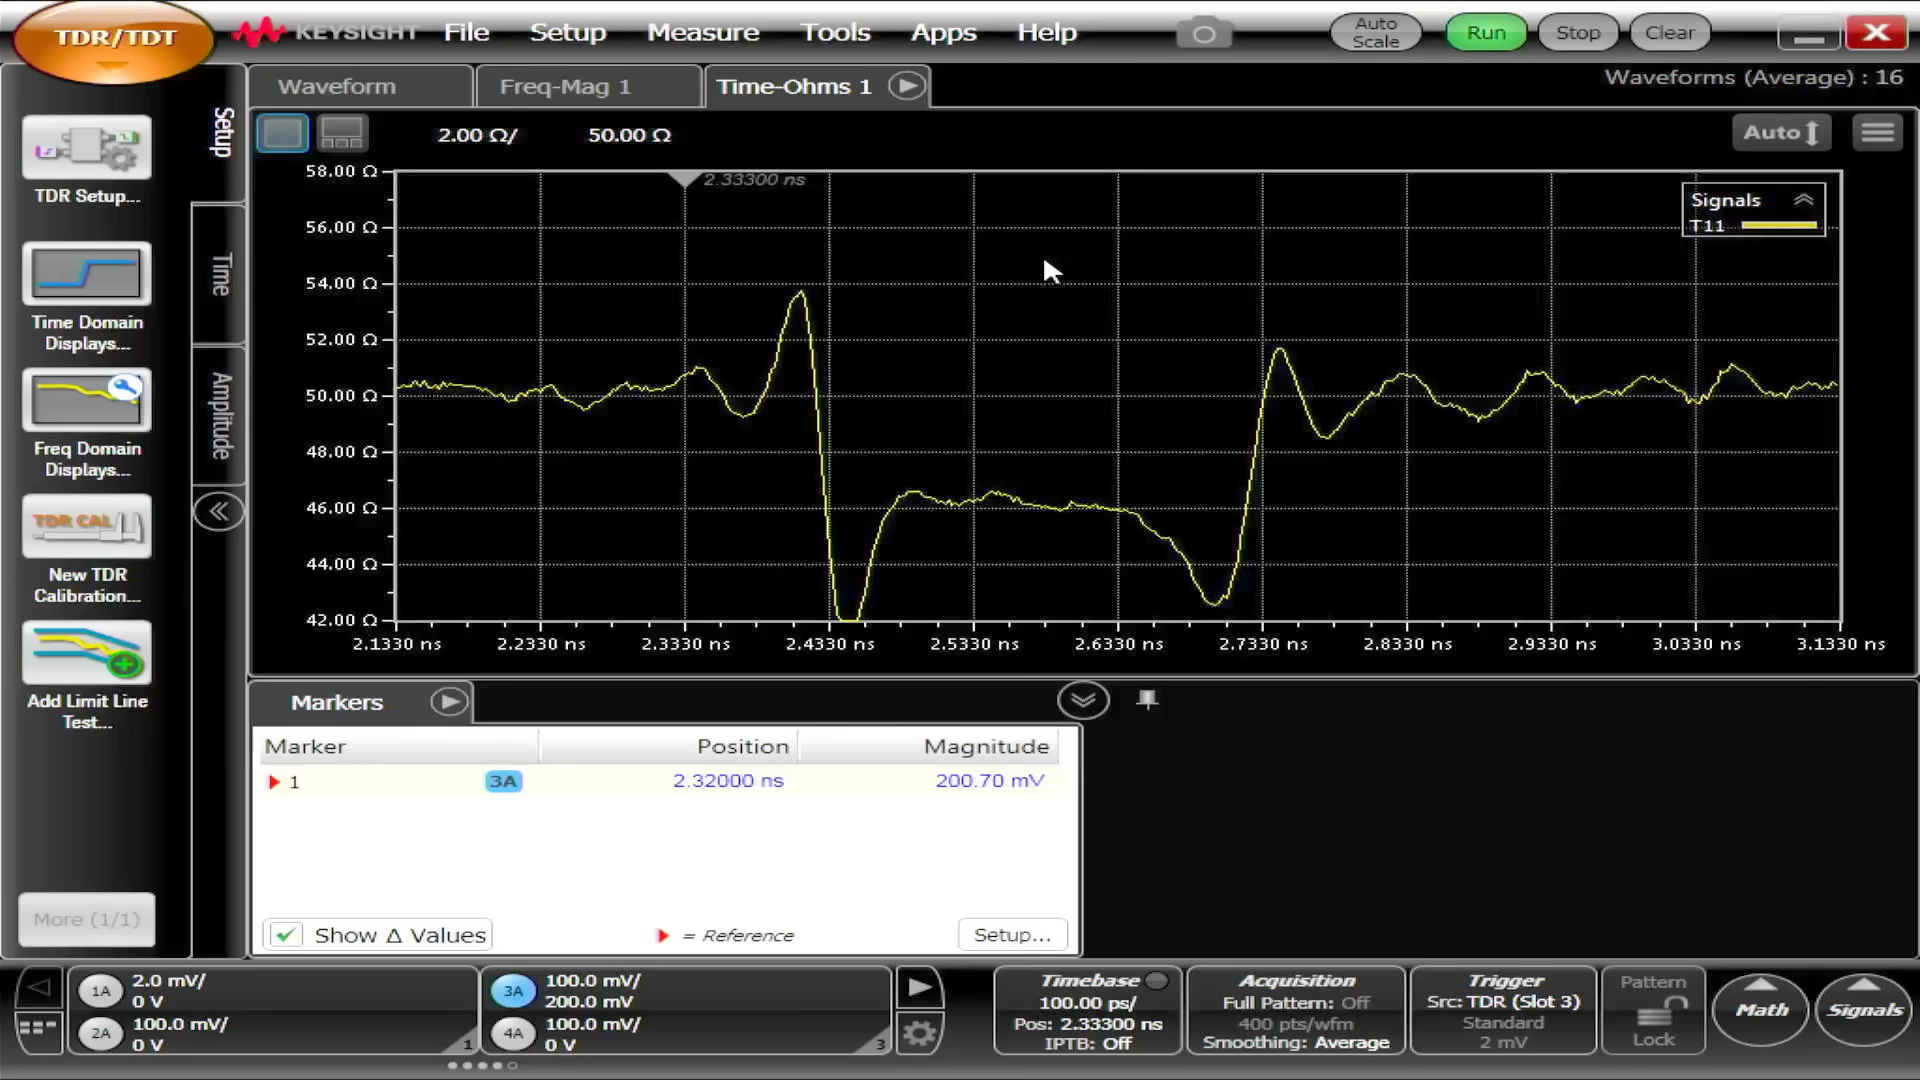 TDR/TDT
KEYSIGHT
File Setup Measure Tools Apps Help
Auto Scale
Run
Stop
Clear
Waveform
Freq-Mag 1
Time-Ohms 1
Waveforms (Average) : 16
2.00 Ω/
50.00 Ω
Auto
Setup
Time
Amplitude
TDR Setup...
Time Domain
Displays...
Freq Domain
Displays...
TDR CAL
New TDR
Calibration...
Add Limit Line
Test...
More (1/1)
58.00 Ω
56.00 Ω
54.00 Ω
52.00 Ω
50.00 Ω
48.00 Ω
46.00 Ω
44.00 Ω
42.00 Ω
2.33300 ns
Signals
T11
2.1330 ns 2.2330 ns 2.3330 ns 2.4330 ns 2.5330 ns 2.6330 ns 2.7330 ns 2.8330 ns 2.9330 ns 3.0330 ns 3.1330 ns
Markers
Marker Position Magnitude
1 3A 2.32000 ns 200.70 mV
Show Δ Values
= Reference
Setup...
1A
2.0 mV/
0 V
2A
100.0 mV/
0 V
1
3A
100.0 mV/
200.0 mV
4A
100.0 mV/
0 V
3
Timebase
100.00 ps/
Pos: 2.33300 ns
IPTB: Off
Acquisition
Full Pattern: Off
400 pts/wfm
Smoothing: Average
Trigger
Src: TDR (Slot 3)
Standard
2 mV
Pattern
Lock
Math
Signals